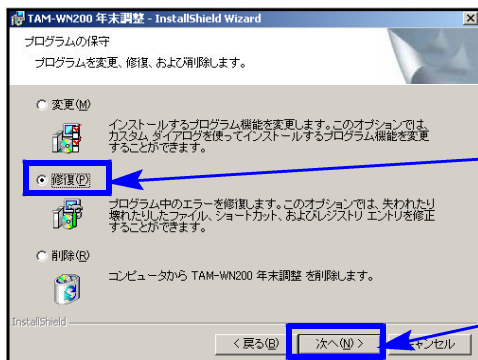 TAM-WN200 年末調整 - InstallShield Wizard
プログラムの保守
プログラムを変更、修復、および削除します。
変更(M)
インストールするプログラム機能を変更します。このオプションでは、
カスタム ダイアログを使ってインストールするプログラム機能を変更
することができます。
修復(P)
プログラム中のエラーを修復します。このオプションでは、失われたり
壊れたりしたファイル、ショートカット、およびレジストリ エントリを修正
することができます。
削除(R)
コンピュータから TAM-WN200 年末調整 を削除します。
InstallShield
< 戻る(B)
次へ(N) >
キャンセル